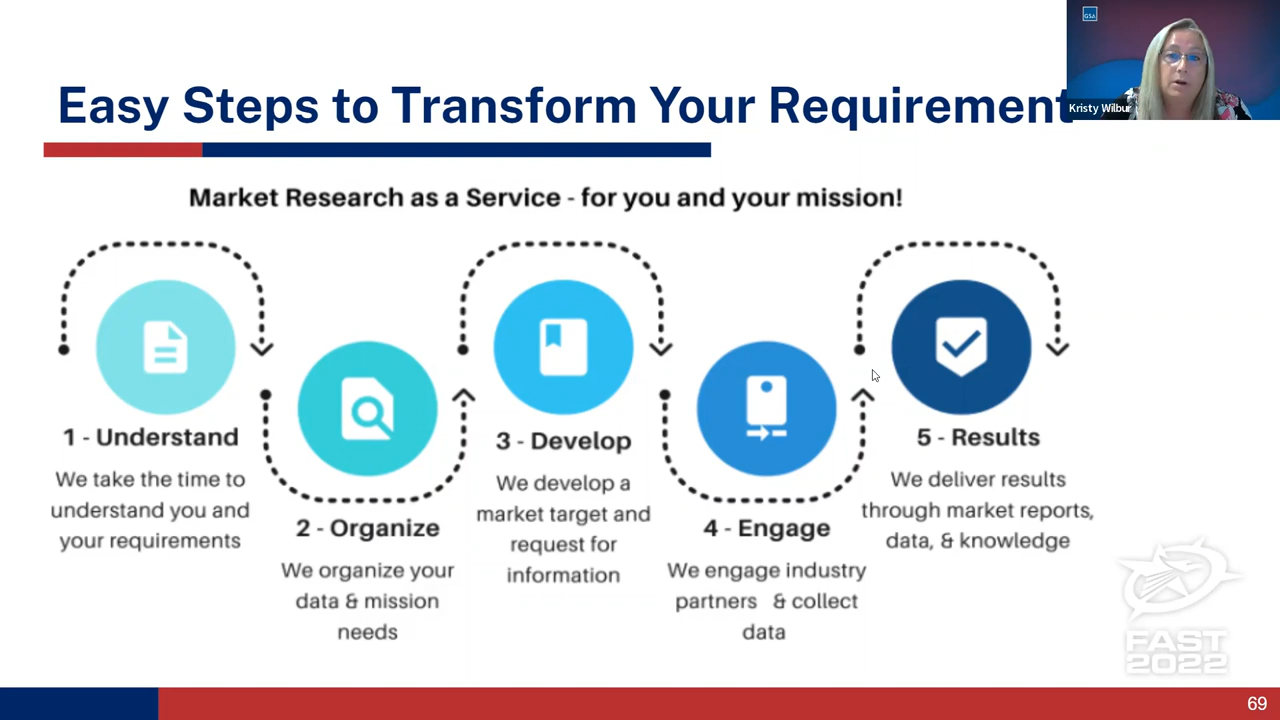 GSA
Kristy Wilbur
Easy Steps to Transform Your Requirement
Market Research as a Service - for you and your mission!
1 - Understand
We take the time to
understand you and
your requirements
2 - Organize
We organize your
data & mission
needs
3 - Develop
We develop a
market target and
request for
information
4 - Engage
We engage industry
partners & collect
data
5 - Results
We deliver results
through market reports,
data, & knowledge
FAST
2022
69